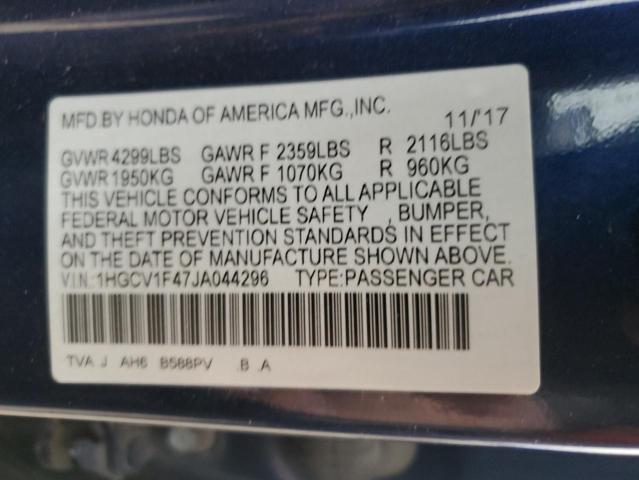 MFD.BY HONDA OF AMERICA MFG.,INC. 11/'17
GVWR 4299LBS GAWR F 2359LBS R 2116LBS
GVWR 1950KG GAWR F 1070KG R 960KG
THIS VEHICLE CONFORMS TO ALL APPLICABLE
FEDERAL MOTOR VEHICLE SAFETY , BUMPER,
AND THEFT PREVENTION STANDARDS IN EFFECT
ON THE DATE OF MANUFACTURE SHOWN ABOVE.
V.I.N.:1HGCV1F47JA044296 TYPE:PASSENGER CAR
TVA J AH6 B588PV .B .A